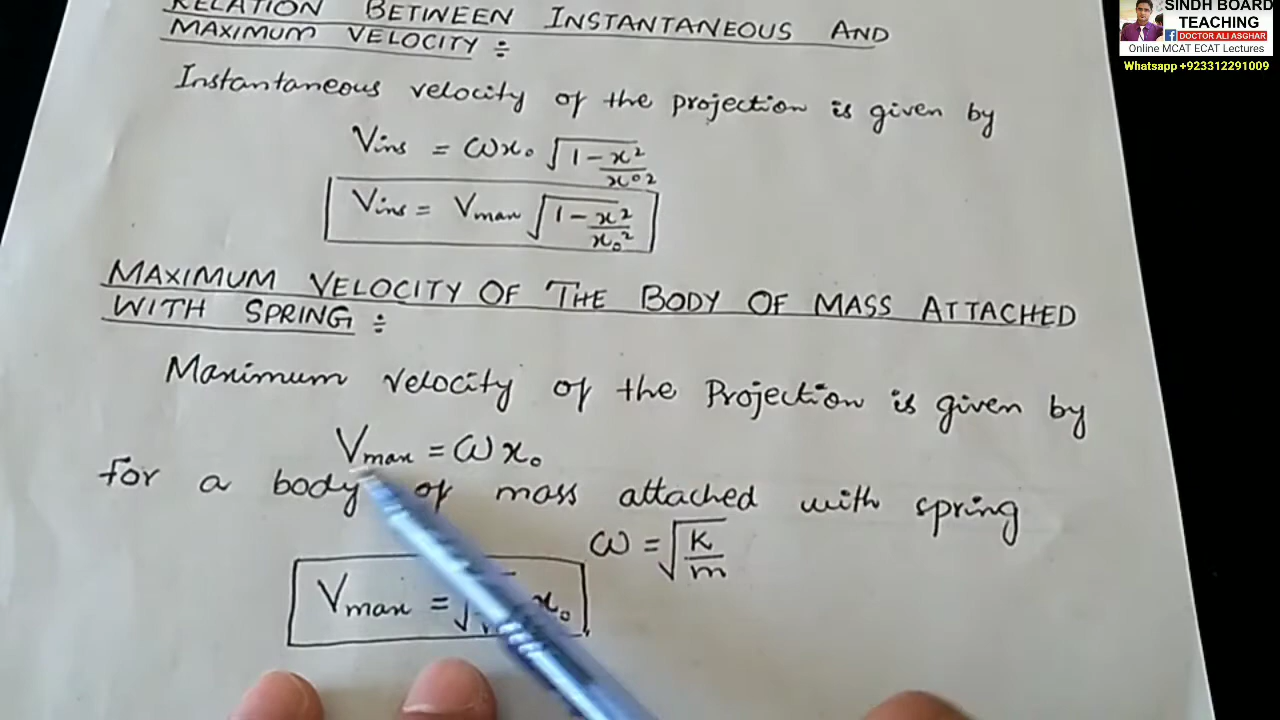 RELATION BETWEEN INSTANTANEOUS AND
MAXIMUM VELOCITY :
Instantaneous velocity of the projection is given by
Vins = ωx₀ √(1 - x²/x₀²)
Vins = Vmax √(1 - x²/x₀²)
MAXIMUM VELOCITY OF THE BODY OF MASS ATTACHED
WITH SPRING :
Maximum velocity of the Projection is given by
Vmax = ωx₀
for a body of mass attached with spring
ω = √(K/m)
Vmax = √ x₀
SINDH BOARD
TEACHING
f DOCTOR ALI ASGHAR
Online MCAT ECAT Lectures
Whatsapp +923312291009